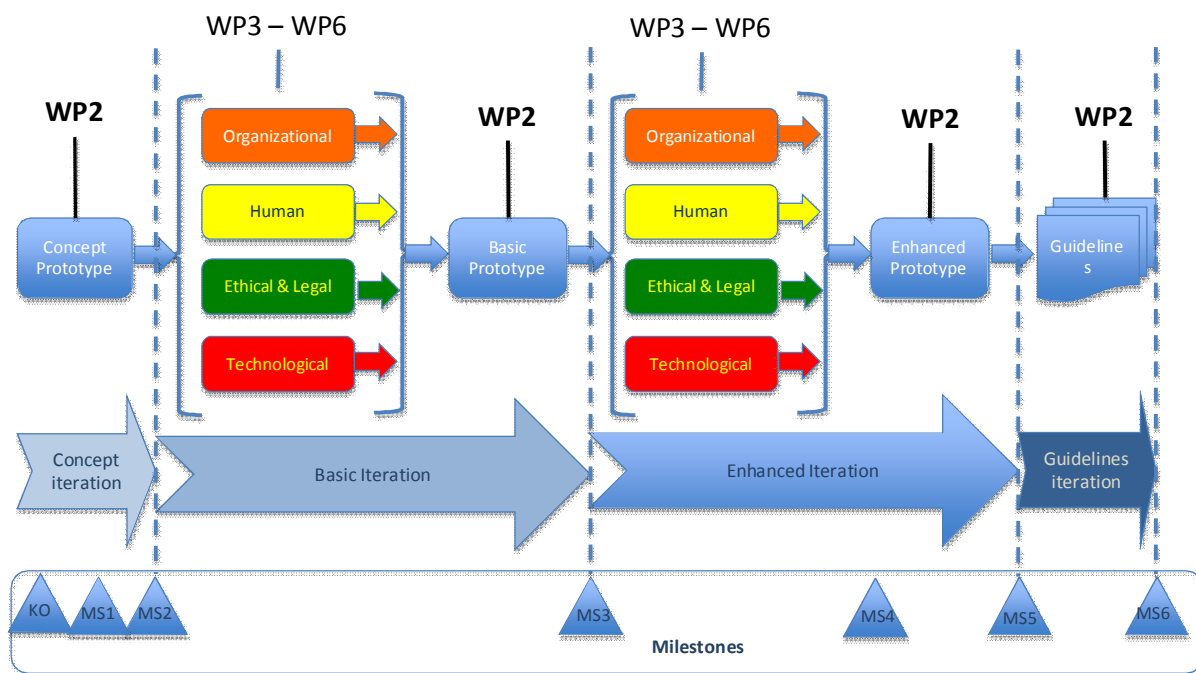 WP3 – WP6
WP3 – WP6
WP2
WP2
WP2
WP2
Organizational
Human
Ethical & Legal
Technological
Organizational
Human
Ethical & Legal
Technological
Concept
Prototype
Basic
Prototype
Enhanced
Prototype
Guideline
s
Concept
iteration
Basic Iteration
Enhanced Iteration
Guidelines
iteration
KO
MS1
MS2
MS3
MS4
MS5
MS6
Milestones